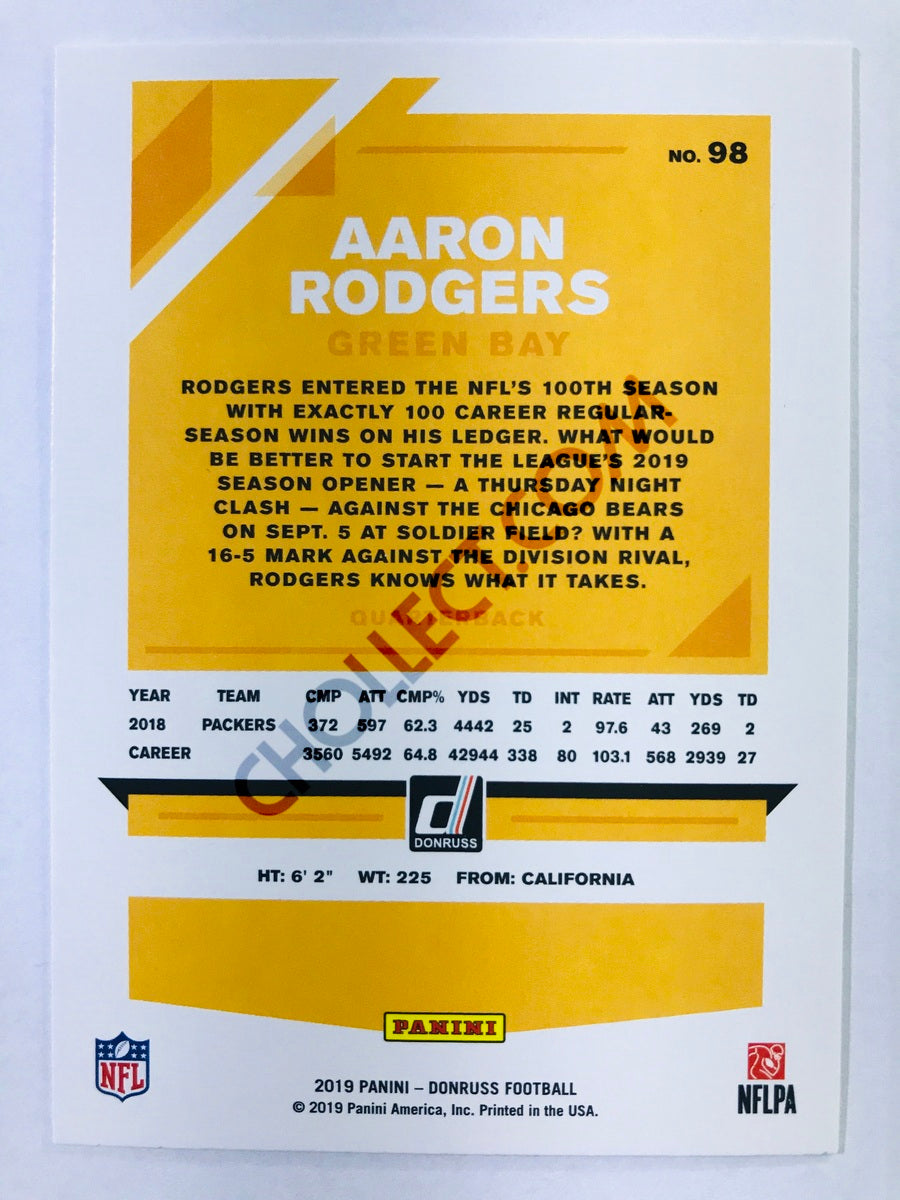 NO. 98
AARON
RODGERS
GREEN BAY
RODGERS ENTERED THE NFL'S 100TH SEASON
WITH EXACTLY 100 CAREER REGULAR-
SEASON WINS ON HIS LEDGER. WHAT WOULD
BE BETTER TO START THE LEAGUE'S 2019
SEASON OPENER — A THURSDAY NIGHT
CLASH — AGAINST THE CHICAGO BEARS
ON SEPT. 5 AT SOLDIER FIELD? WITH A
16-5 MARK AGAINST THE DIVISION RIVAL,
RODGERS KNOWS WHAT IT TAKES.
QUARTERBACK
CHOLLECT.COM
YEAR TEAM CMP ATT CMP% YDS TD INT RATE ATT YDS TD
2018 PACKERS 372 597 62.3 4442 25 2 97.6 43 269 2
CAREER 3560 5492 64.8 42944 338 80 103.1 568 2939 27
d
DONRUSS
HT: 6' 2" WT: 225 FROM: CALIFORNIA
PANINI
NFL
NFLPA
2019 PANINI – DONRUSS FOOTBALL
© 2019 Panini America, Inc. Printed in the USA.